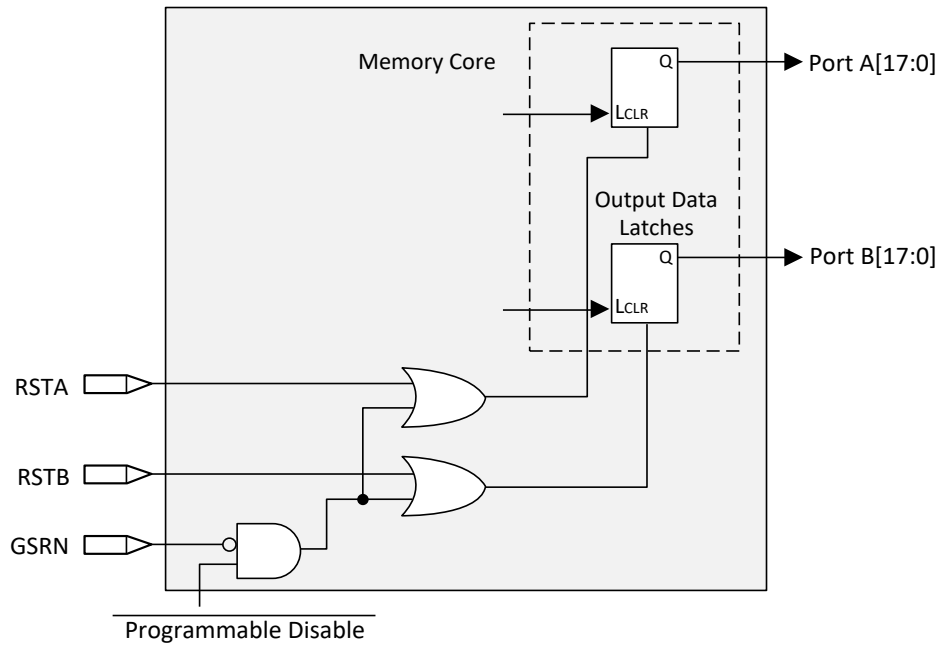 Memory Core
Q
Port A[17:0]
LCLR
Output Data
Latches
Q
Port B[17:0]
LCLR
RSTA
RSTB
GSRN
Programmable Disable